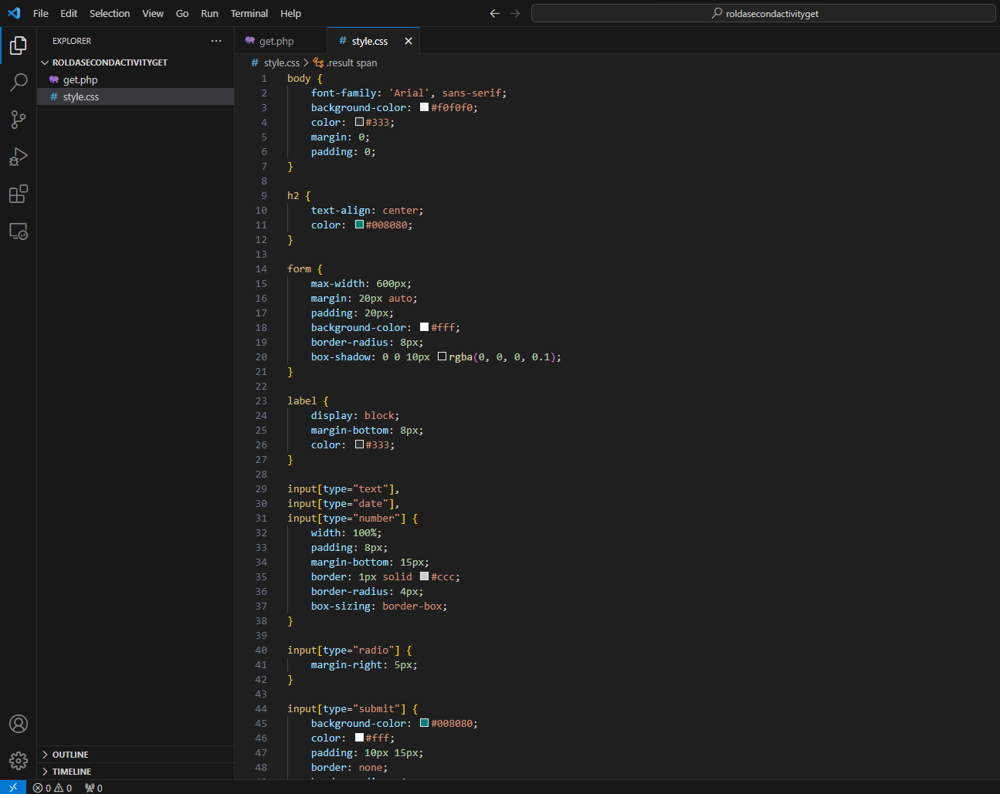 File Edit Selection View Go Run Terminal Help
roldasecondactivityget
EXPLORER
ROLDASECONDACTIVITYGET
get.php
# style.css
get.php
# style.css
# style.css > .result span
1 body {
2 font-family: 'Arial', sans-serif;
3 background-color: #f0f0f0;
4 color: #333;
5 margin: 0;
6 padding: 0;
7 }
8
9 h2 {
10 text-align: center;
11 color: #008080;
12 }
13
14 form {
15 max-width: 600px;
16 margin: 20px auto;
17 padding: 20px;
18 background-color: #fff;
19 border-radius: 8px;
20 box-shadow: 0 0 10px rgba(0, 0, 0, 0.1);
21 }
22
23 label {
24 display: block;
25 margin-bottom: 8px;
26 color: #333;
27 }
28
29 input[type="text"],
30 input[type="date"],
31 input[type="number"] {
32 width: 100%;
33 padding: 8px;
34 margin-bottom: 15px;
35 border: 1px solid #ccc;
36 border-radius: 4px;
37 box-sizing: border-box;
38 }
39
40 input[type="radio"] {
41 margin-right: 5px;
42 }
43
44 input[type="submit"] {
45 background-color: #008080;
46 color: #fff;
47 padding: 10px 15px;
48 border: none;
OUTLINE
TIMELINE
0 0 0